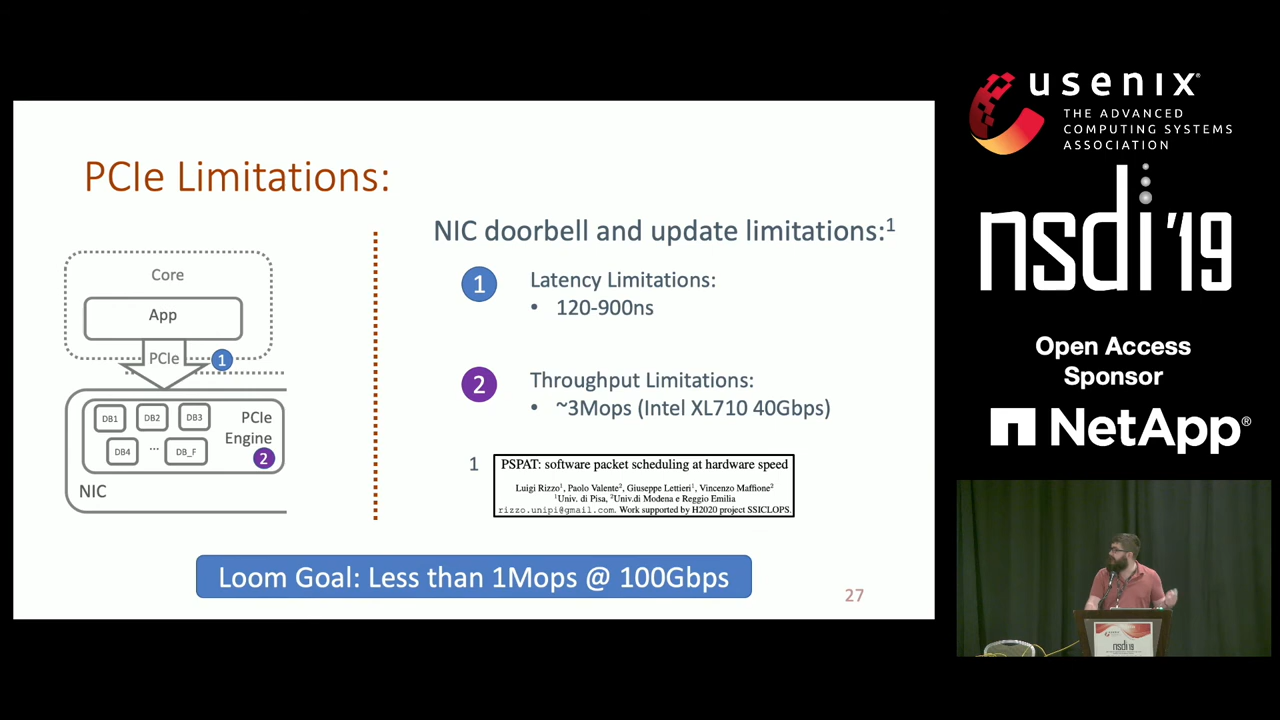 PCIe Limitations:
Core
App
PCIe
1
DB1
DB2
DB3
DB4
...
DB_F
PCIe
Engine
2
NIC
NIC doorbell and update limitations:1
1
Latency Limitations:
• 120-900ns
2
Throughput Limitations:
• ~3Mops (Intel XL710 40Gbps)
1
PSPAT: software packet scheduling at hardware speed
Luigi Rizzo1, Paolo Valente2, Giuseppe Lettieri1, Vincenzo Maffione2
1Univ. di Pisa, 2Univ.di Modena e Reggio Emilia
rizzo.unipi@gmail.com. Work supported by H2020 project SSICLOPS.
Loom Goal: Less than 1Mops @ 100Gbps
27
usenix®
THE ADVANCED
COMPUTING SYSTEMS
ASSOCIATION
nsdi '19
Open Access
Sponsor
NetApp®
usenix
nsdi'19